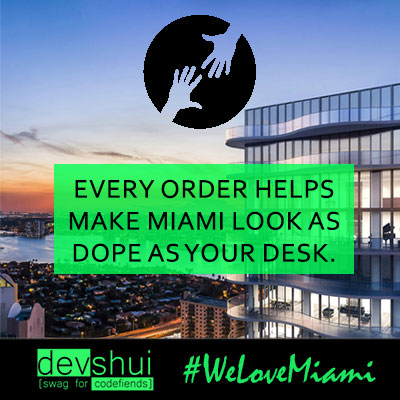 EVERY ORDER HELPS
MAKE MIAMI LOOK AS
DOPE AS YOUR DESK.
devshui
[swag for codefiends]
#WeLoveMiami